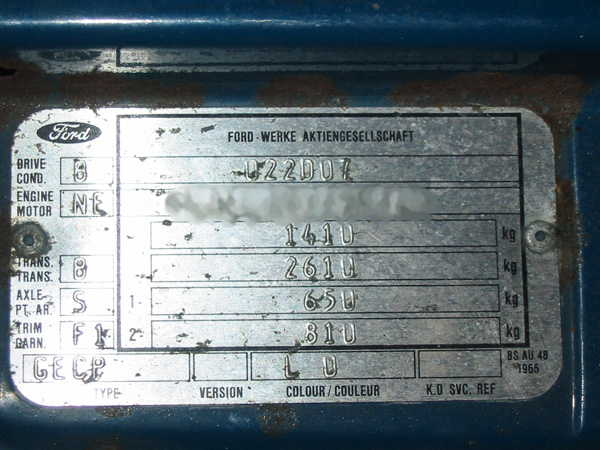 Ford
FORD-WERKE AKTIENGESELLSCHAFT
DRIVE
COND. 8
022D07
ENGINE
MOTOR NE
1410 kg
TRANS.
TRANS. B 2610 kg
AXLE
PT. AR. S 1 650 kg
TRIM
GARN. F1 2 810 kg
GECP L D BS AU 48
1965
TYPE VERSION COLOUR/COULEUR K.D SVC. REF